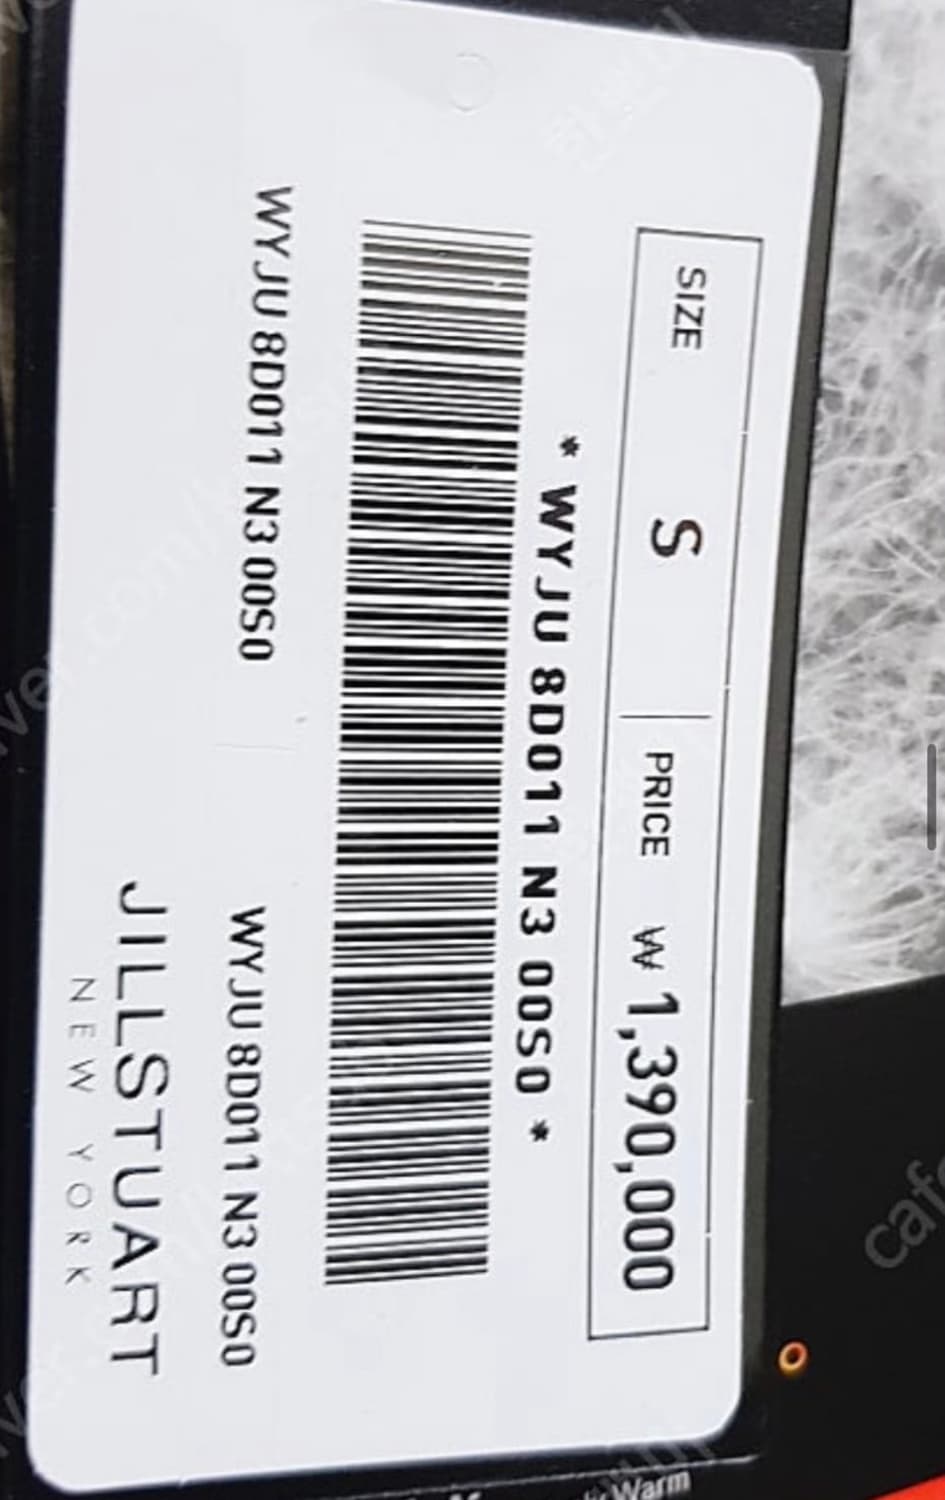 SIZE S PRICE ₩ 1,390,000
* WYJU 8D011 N3 00S0 *
WYJU 8D011 N3 00S0 WYJU 8D011 N3 00S0
JILLSTUART
NEW YORK
Warm
caf